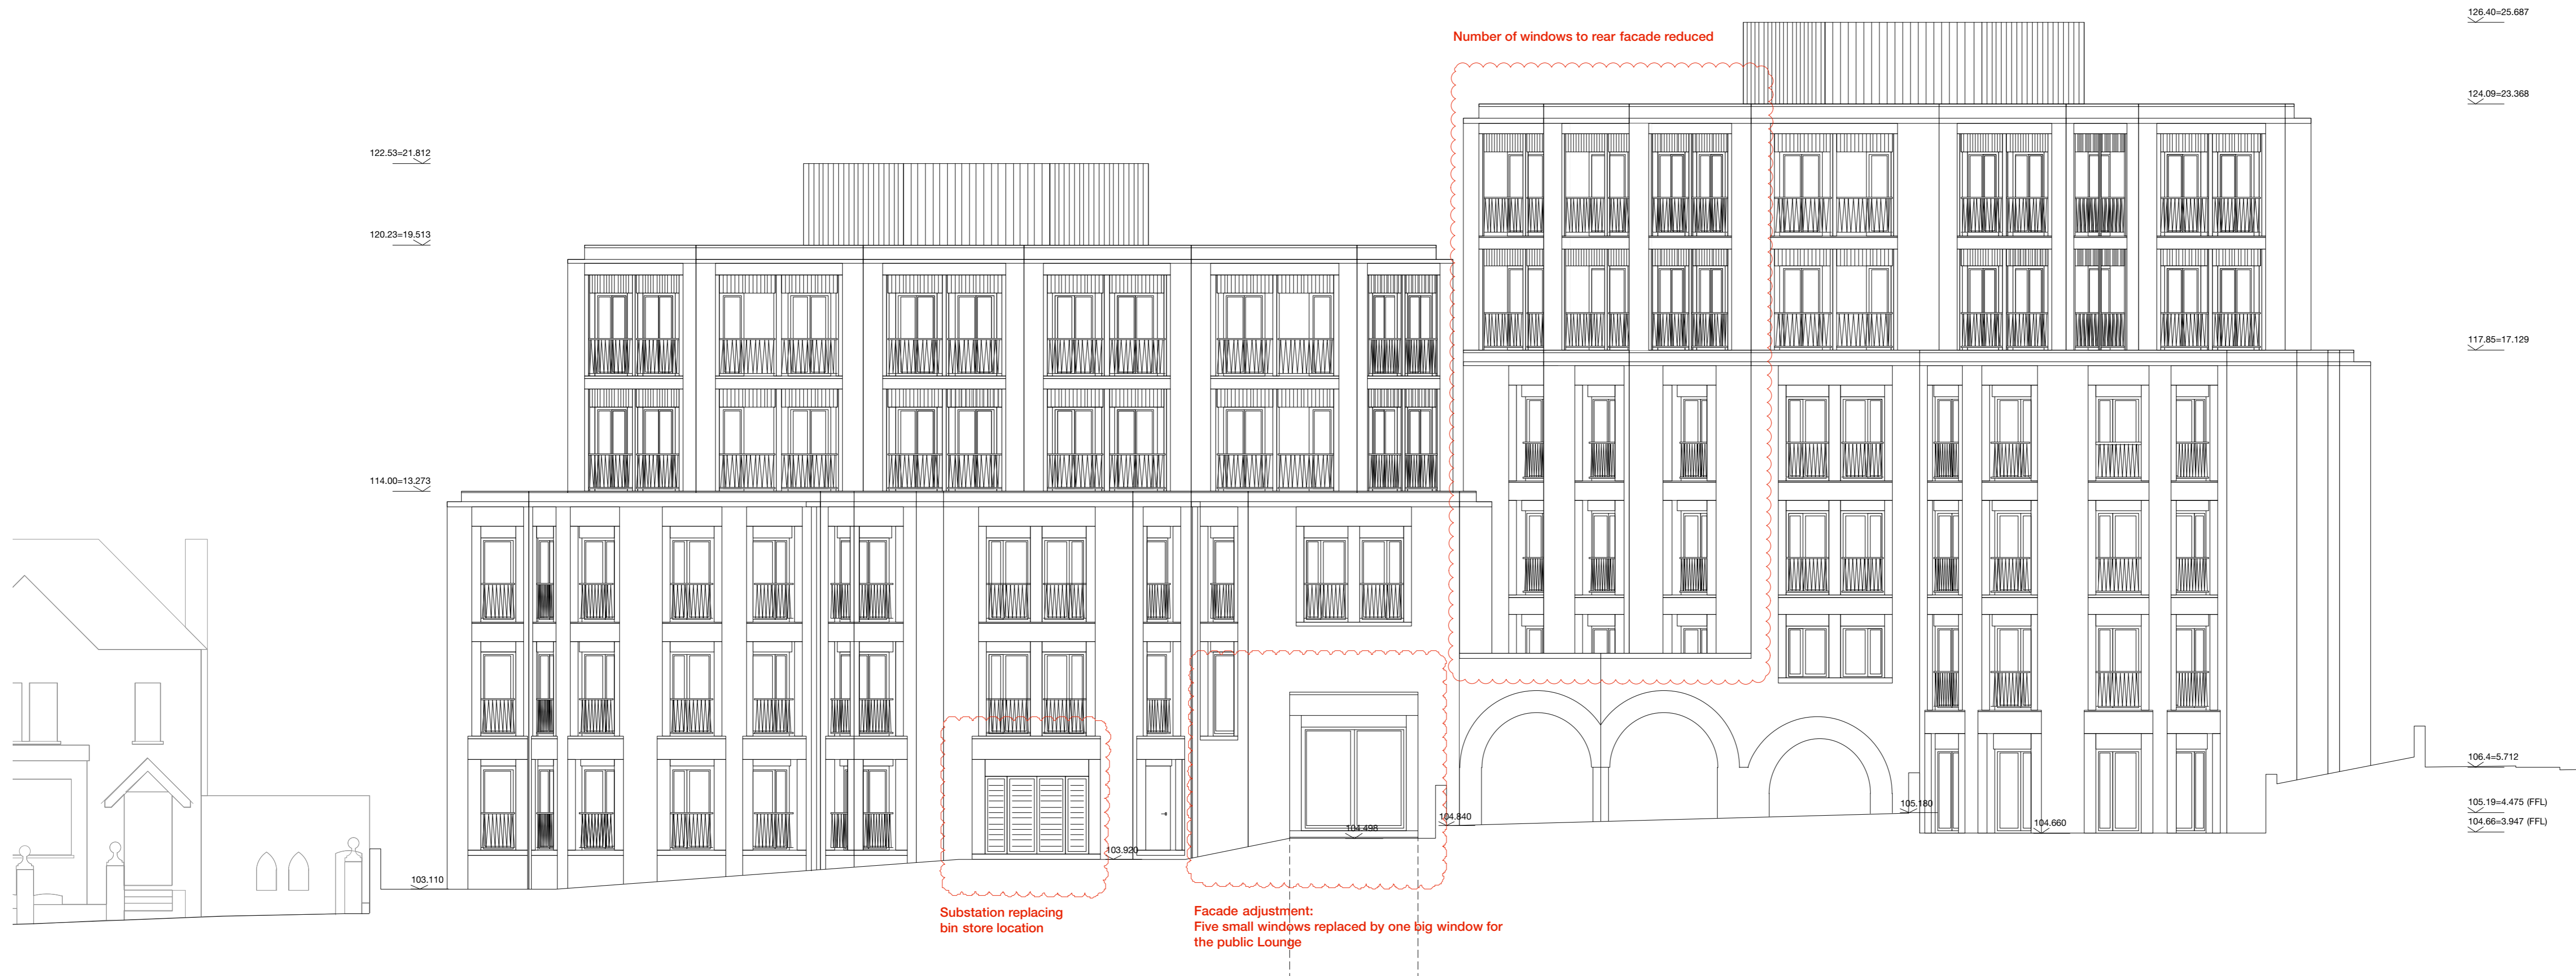 126.40=25.687
Number of windows to rear facade reduced
124.09=23.368
122.53=21.812
120.23=19.513
117.85=17.129
114.00=13.273
106.4=5.712
105.19=4.475 (FFL)
105.180
104.840
104.66=3.947 (FFL)
104.660
104.498
103.920
103.110
Substation replacing
bin store location
Facade adjustment:
Five small windows replaced by one big window for
the public Lounge